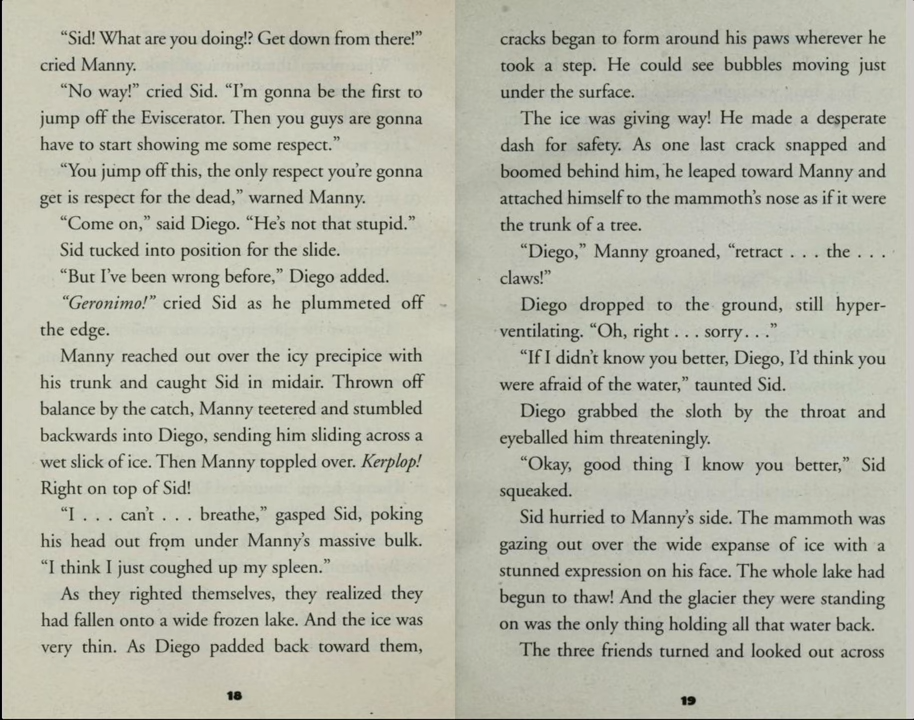 “Sid! What are you doing!? Get down from there!”
cried Manny.
“No way!” cried Sid. “I’m gonna be the first to
jump off the Eviscerator. Then you guys are gonna
have to start showing me some respect.”
“You jump off this, the only respect you’re gonna
get is respect for the dead,” warned Manny.
“Come on,” said Diego. “He’s not that stupid.”
Sid tucked into position for the slide.
“But I’ve been wrong before,” Diego added.
“Geronimo!” cried Sid as he plummeted off
the edge.
Manny reached out over the icy precipice with
his trunk and caught Sid in midair. Thrown off
balance by the catch, Manny teetered and stumbled
backwards into Diego, sending him sliding across a
wet slick of ice. Then Manny toppled over. Kerplop!
Right on top of Sid!
“I . . . can’t . . . breathe,” gasped Sid, poking
his head out from under Manny’s massive bulk.
“I think I just coughed up my spleen.”
As they righted themselves, they realized they
had fallen onto a wide frozen lake. And the ice was
very thin. As Diego padded back toward them,
18
cracks began to form around his paws wherever he
took a step. He could see bubbles moving just
under the surface.
The ice was giving way! He made a desperate
dash for safety. As one last crack snapped and
boomed behind him, he leaped toward Manny and
attached himself to the mammoth’s nose as if it were
the trunk of a tree.
“Diego,” Manny groaned, “retract . . . the . . .
claws!”
Diego dropped to the ground, still hyper-
ventilating. “Oh, right . . . sorry . . .”
“If I didn’t know you better, Diego, I’d think you
were afraid of the water,” taunted Sid.
Diego grabbed the sloth by the throat and
eyeballed him threateningly.
“Okay, good thing I know you better,” Sid
squeaked.
Sid hurried to Manny’s side. The mammoth was
gazing out over the wide expanse of ice with a
stunned expression on his face. The whole lake had
begun to thaw! And the glacier they were standing
on was the only thing holding all that water back.
The three friends turned and looked out across
19